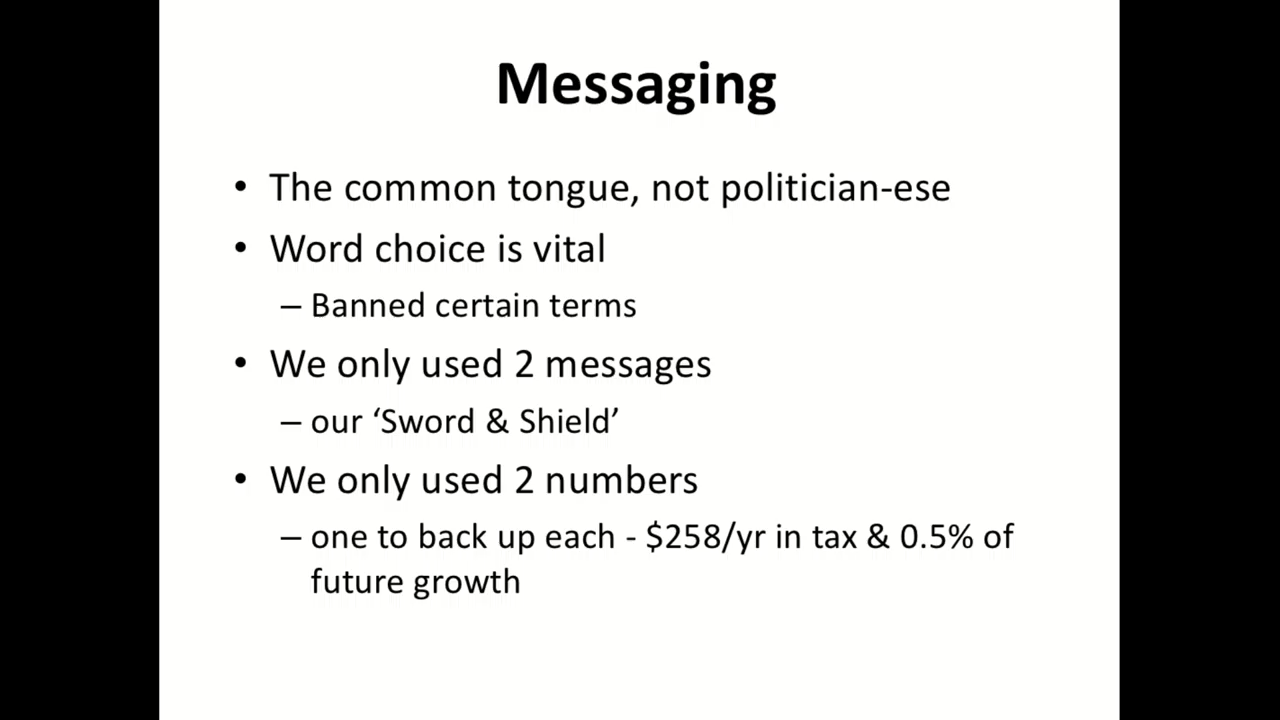 Messaging
• The common tongue, not politician-ese
• Word choice is vital
– Banned certain terms
• We only used 2 messages
– our ‘Sword & Shield’
• We only used 2 numbers
– one to back up each - $258/yr in tax & 0.5% of
future growth